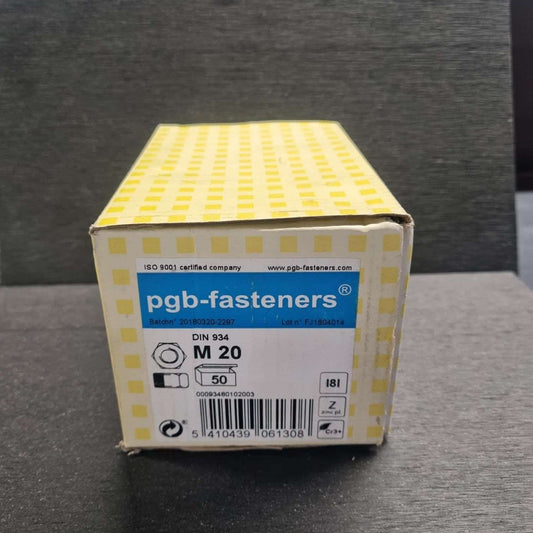 ISO 9001 certified company www.pgb-fasteners.com
pgb-fasteners®
Batchn° 20180320-2297 Lot n° FJ1804014
DIN 934
M 20
50
00093480102003
5 410439 061308
|8|
Z
zinc pl.
Cr3+